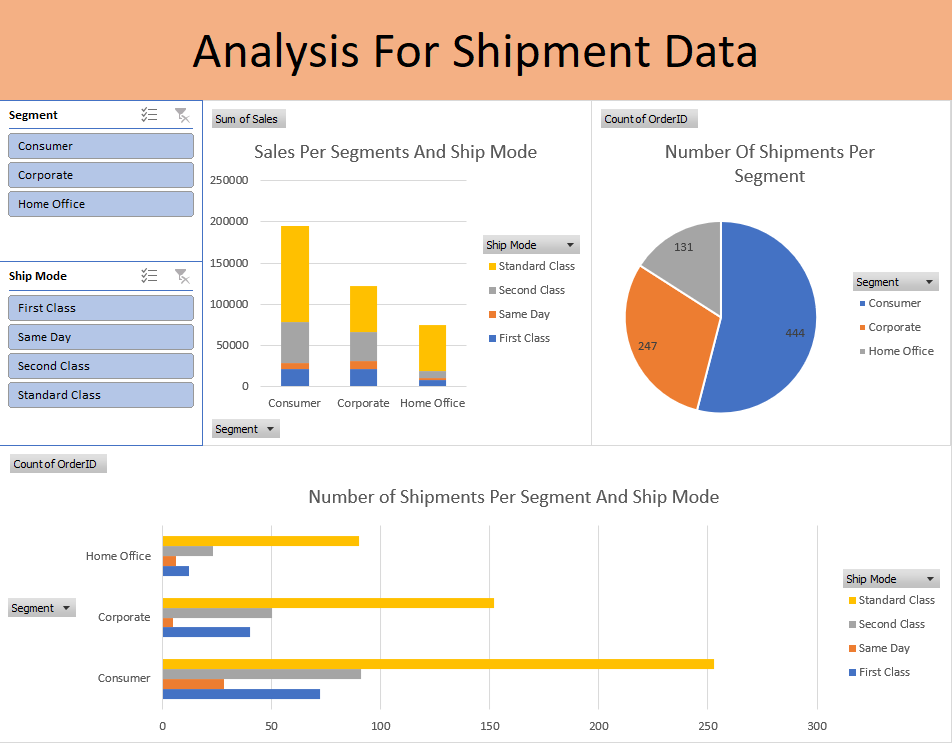 Analysis For Shipment Data
Segment
Consumer
Corporate
Home Office
Ship Mode
First Class
Same Day
Second Class
Standard Class
Sum of Sales
Sales Per Segments And Ship Mode
250000
200000
150000
100000
50000
0
Consumer Corporate Home Office
Ship Mode
Standard Class
Second Class
Same Day
First Class
Segment
Count of OrderID
Number Of Shipments Per
Segment
131
444
247
Segment
Consumer
Corporate
Home Office
Count of OrderID
Number of Shipments Per Segment And Ship Mode
Home Office
Segment
Corporate
Consumer
0 50 100 150 200 250 300
Ship Mode
Standard Class
Second Class
Same Day
First Class